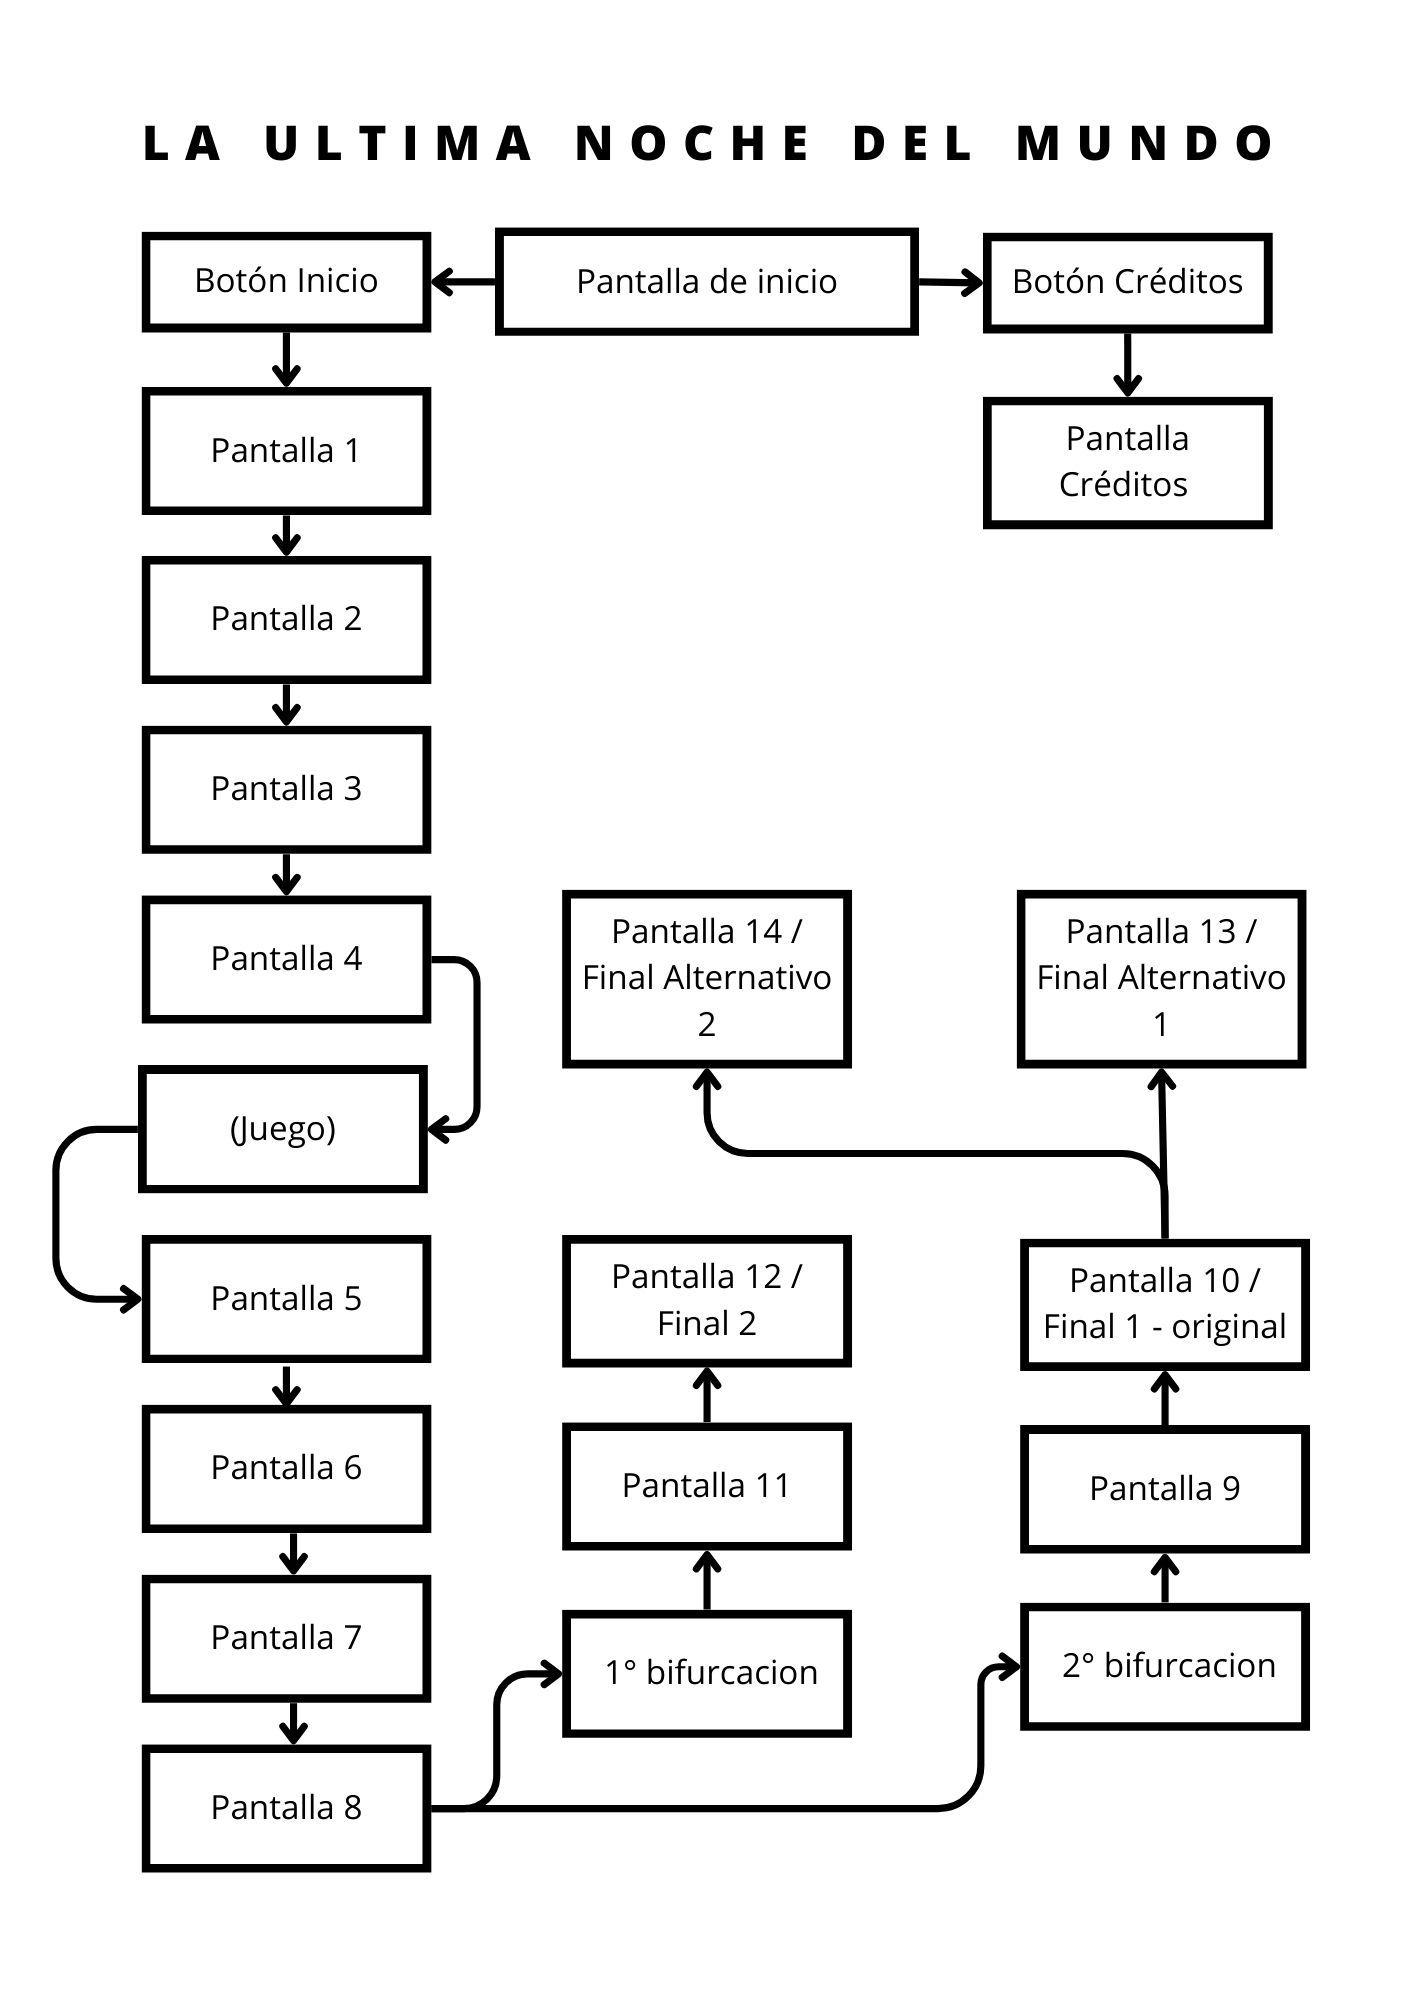 LA ULTIMA NOCHE DEL MUNDO
Botón Inicio
Pantalla de inicio
Botón Créditos
Pantalla 1
Pantalla
Créditos
Pantalla 2
Pantalla 3
Pantalla 4
Pantalla 14 /
Final Alternativo
2
Pantalla 13 /
Final Alternativo
1
(Juego)
Pantalla 5
Pantalla 12 /
Final 2
Pantalla 10 /
Final 1 - original
Pantalla 6
Pantalla 11
Pantalla 9
Pantalla 7
1° bifurcacion
2° bifurcacion
Pantalla 8